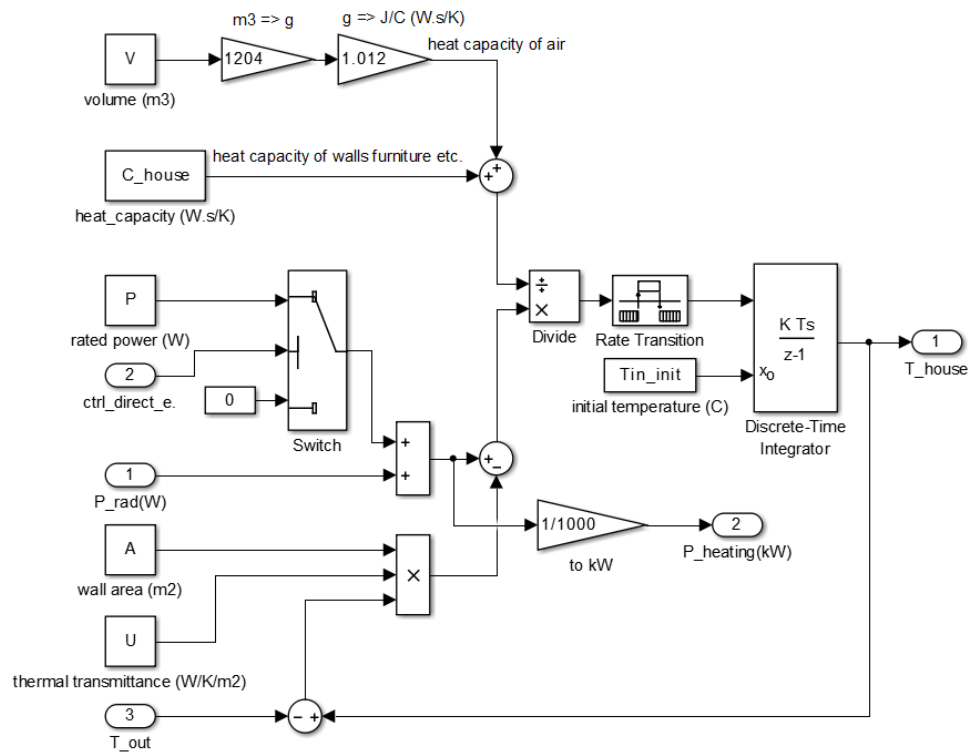 m3 => g
g => J/C (W.s/K)
V
1204
1.012
heat capacity of air
volume (m3)
heat capacity of walls furniture etc.
C_house
+
+
heat_capacity (W.s/K)
P
÷
×
K Ts
z-1
rated power (W)
Divide
Rate Transition
1
2
Tin_init
xo
T_house
ctrl_direct_e.
0
initial temperature (C)
Discrete-Time
Integrator
Switch
+
+
+
-
1
P_rad(W)
1/1000
2
A
P_heating(kW)
to kW
wall area (m2)
×
U
thermal transmittance (W/K/m2)
3
- +
T_out